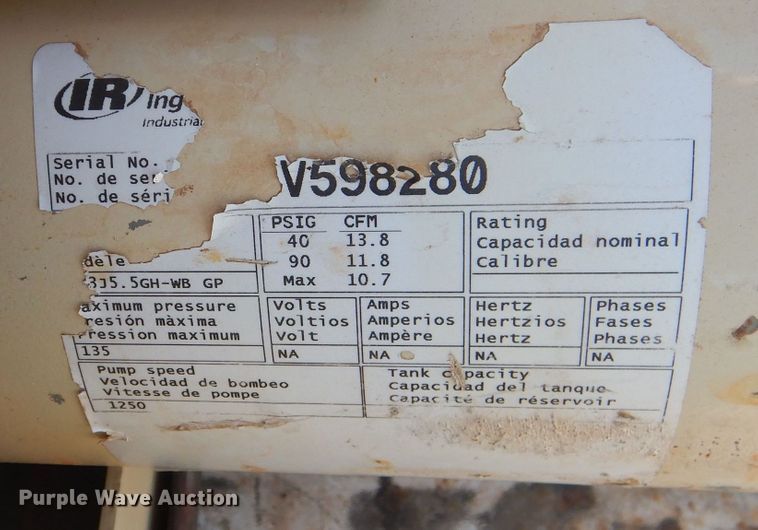 IR Ing
Industrial
Serial No.
No. de ser
No. de séri
V598280
PSIG CFM
40 13.8
90 11.8
Max 10.7
Rating
Capacidad nominal
Calibre
dèle
3J5.5GH-WB GP
aximum pressure
resión màxima
ression maximum
135
Volts
Voltios
Volt
NA
Amps
Amperios
Ampère
NA
Hertz
Hertzios
Hertz
NA
Phases
Fases
Phases
NA
Pump speed
Velocidad de bombeo
Vitesse de pompe
1250
Tank capacity
Capacidad del tanque
Capacité de réservoir
Purple Wave Auction